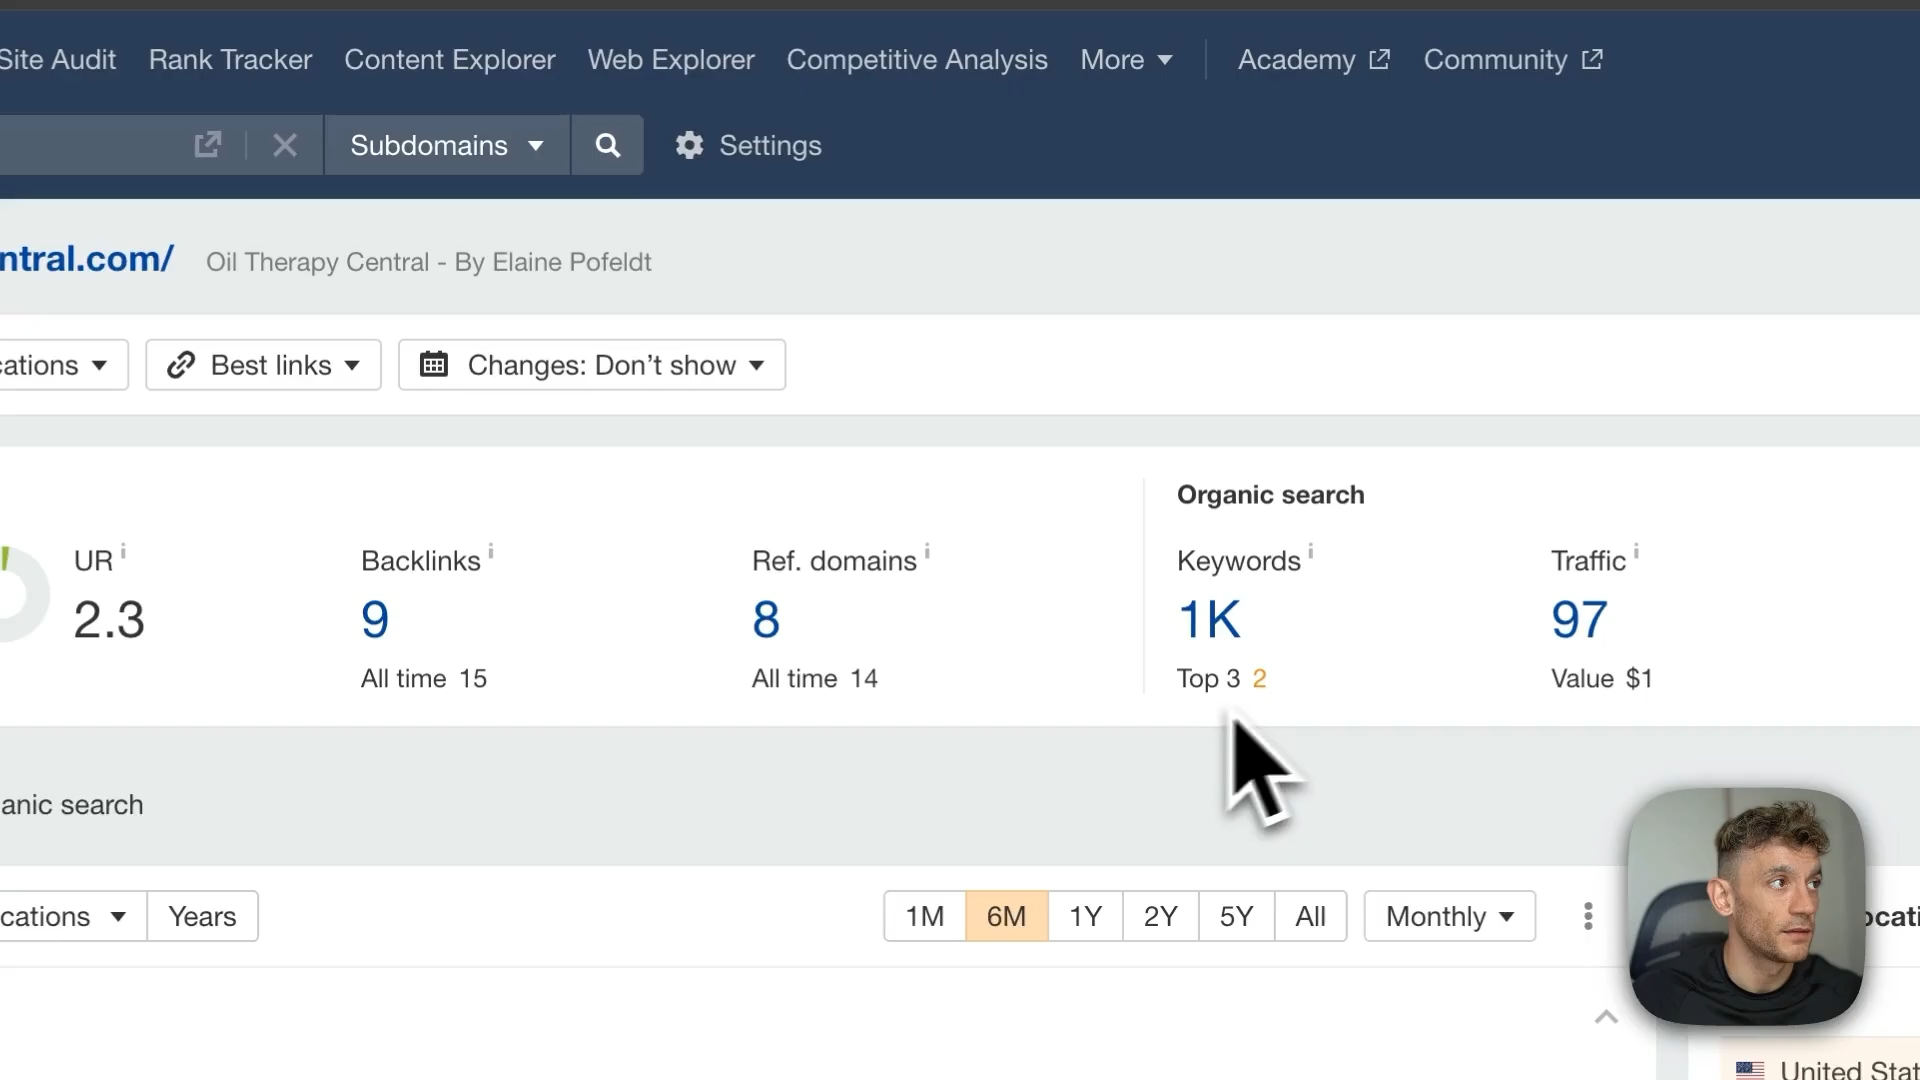 Site Audit Rank Tracker Content Explorer Web Explorer Competitive Analysis More Academy Community
Subdomains Settings
ntral.com/ Oil Therapy Central - By Elaine Pofeldt
cations Best links Changes: Don't show
Organic search
UR i Backlinks i Ref. domains i Keywords i Traffic i
2.3 9 8 1K 97
All time 15 All time 14 Top 3 2 Value $1
anic search
cations Years 1M 6M 1Y 2Y 5Y All Monthly ocati
United Stat